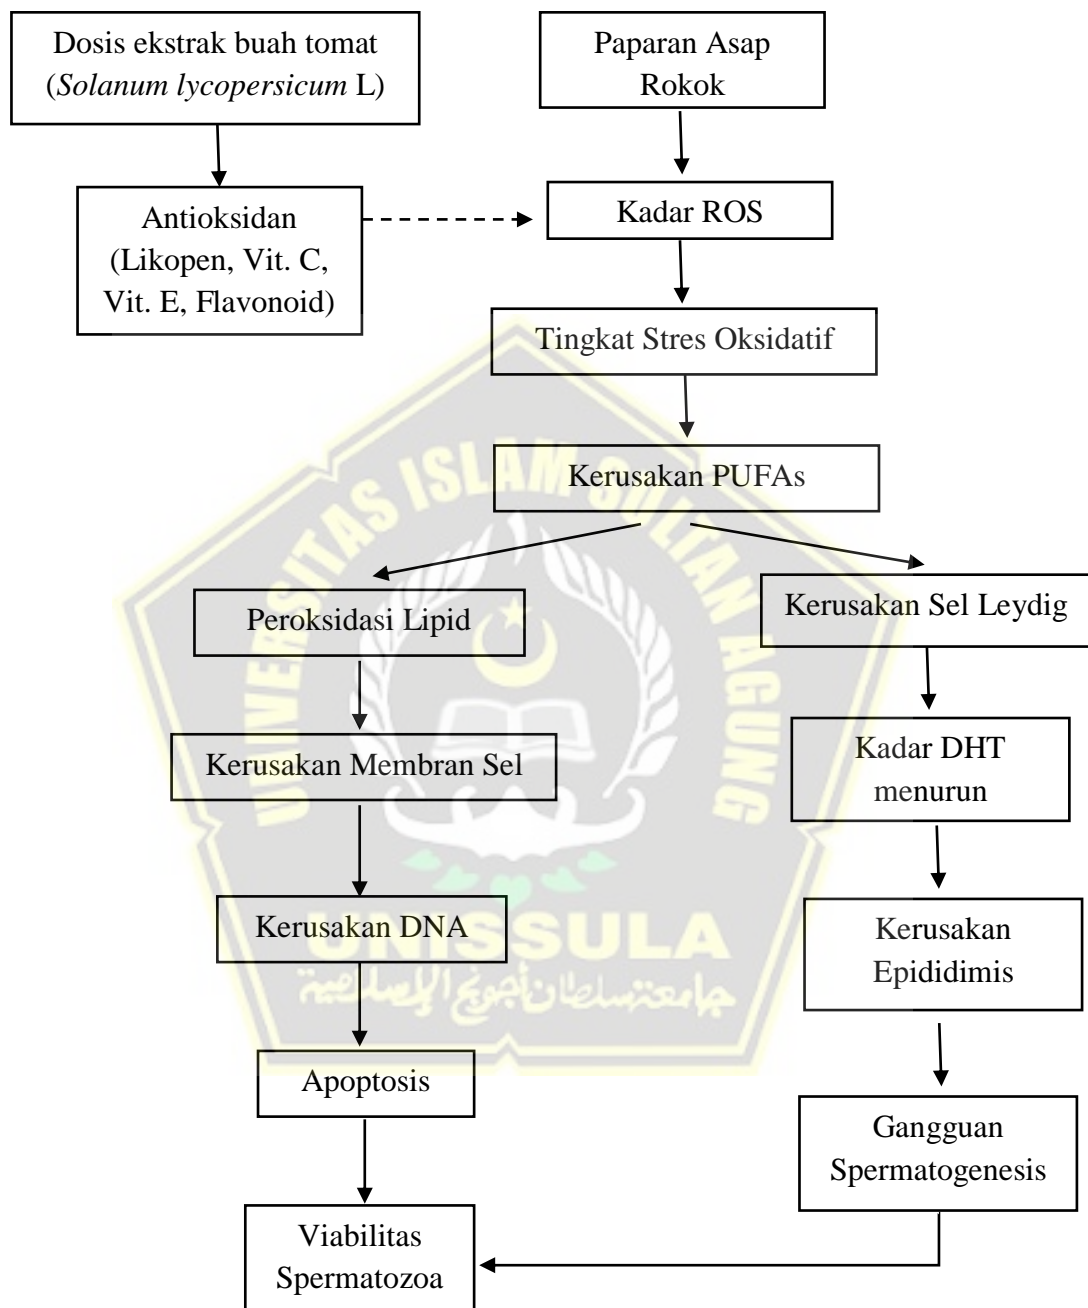 Dosis ekstrak buah tomat
(Solanum lycopersicum L)
Paparan Asap
Rokok
Antioksidan
(Likopen, Vit. C,
Vit. E, Flavonoid)
Kadar ROS
Tingkat Stres Oksidatif
Kerusakan PUFAs
Peroksidasi Lipid
Kerusakan Sel Leydig
Kerusakan Membran Sel
Kadar DHT
menurun
Kerusakan DNA
Kerusakan
Epididimis
Apoptosis
Gangguan
Spermatogenesis
Viabilitas
Spermatozoa
UNIVERSITAS ISLAM SULTAN AGUNG
UNISSULA
جامعتنسلطان أجونج الإسلامية